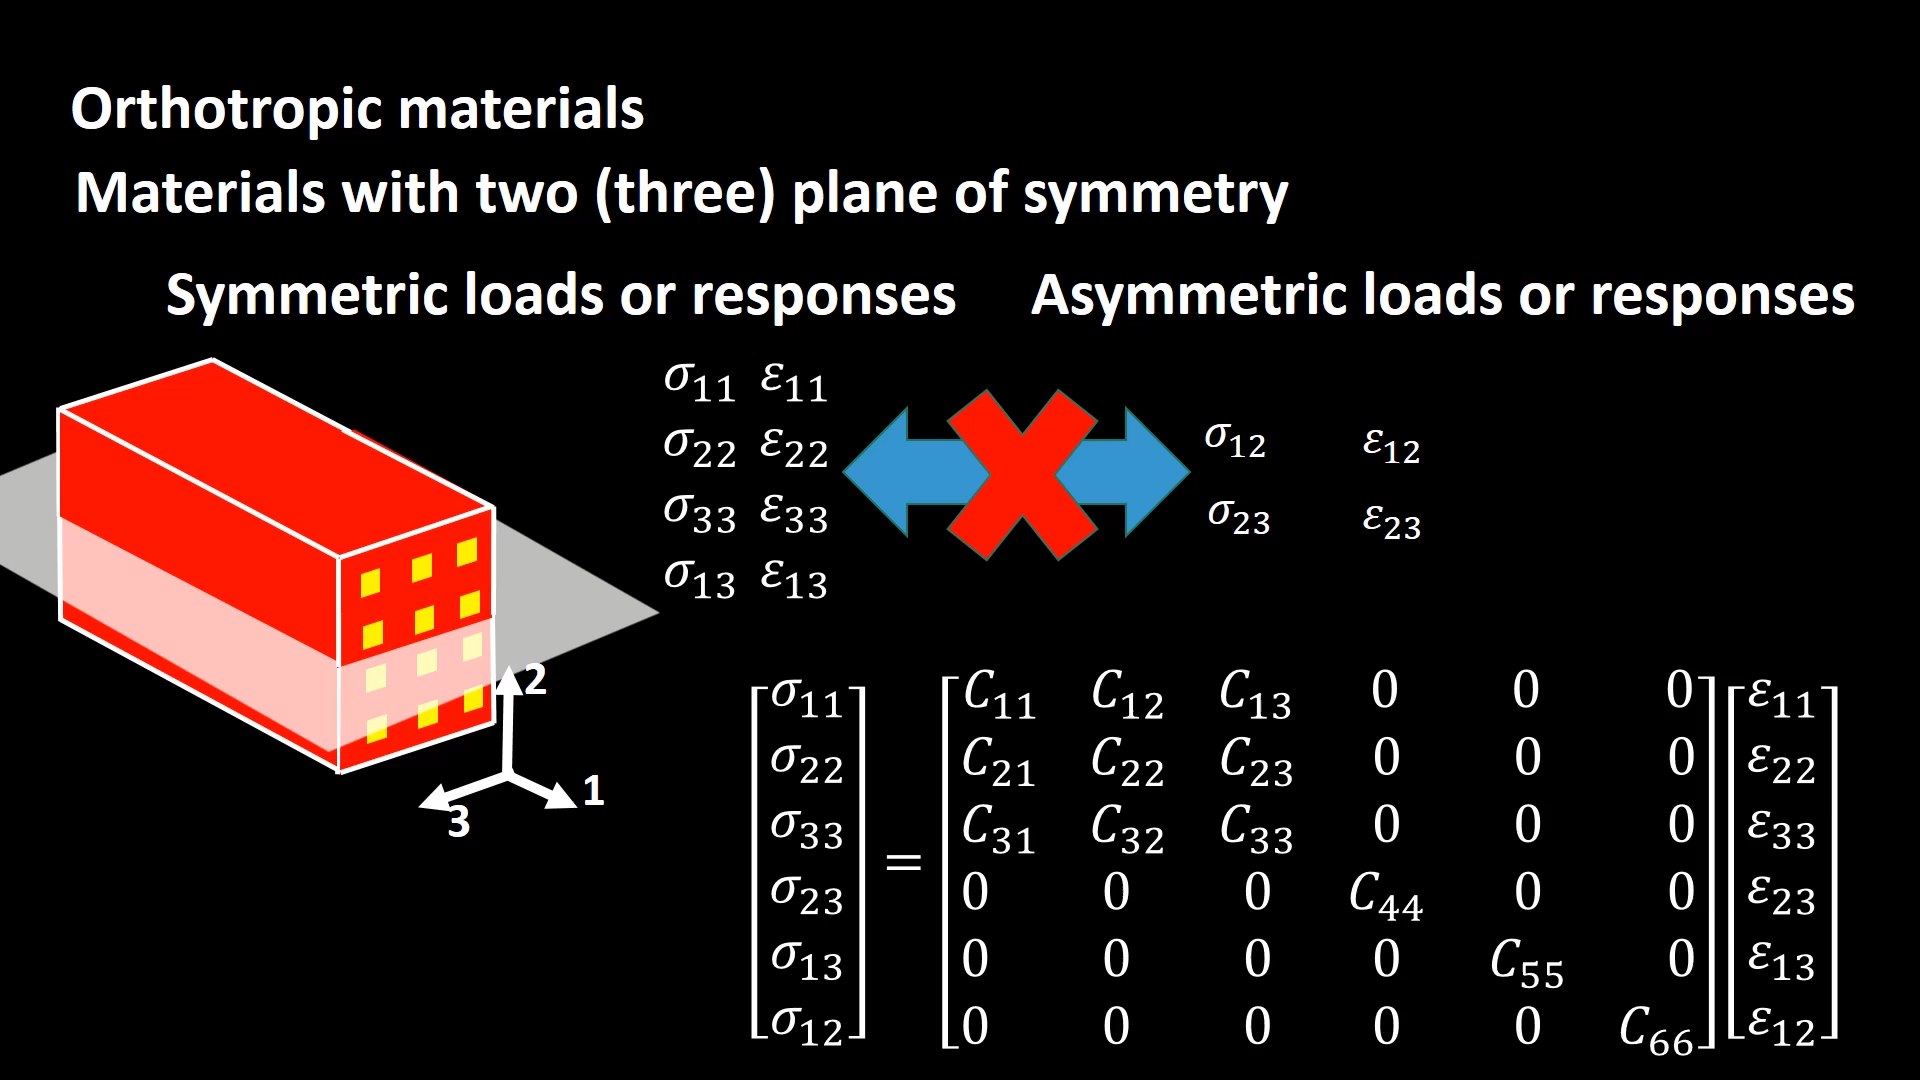 Orthotropic materials
Materials with two (three) plane of symmetry
Symmetric loads or responses
Asymmetric loads or responses
σ₁₁ ε₁₁
σ₂₂ ε₂₂
σ₃₃ ε₃₃
σ₁₃ ε₁₃
σ₁₂ ε₁₂
σ₂₃ ε₂₃
2
1
3
[σ₁₁ σ₂₂ σ₃₃ σ₂₃ σ₁₃ σ₁₂] =
C₁₁ C₁₂ C₁₃ 0 0 0
C₂₁ C₂₂ C₂₃ 0 0 0
C₃₁ C₃₂ C₃₃ 0 0 0
0 0 0 C₄₄ 0 0
0 0 0 0 C₅₅ 0
0 0 0 0 0 C₆₆
[ε₁₁ ε₂₂ ε₃₃ ε₂₃ ε₁₃ ε₁₂]